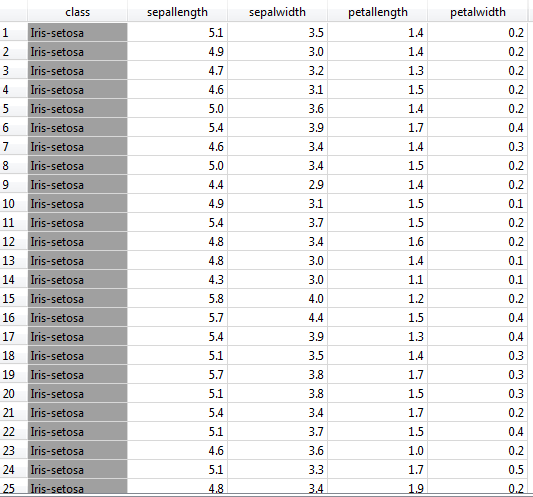 class sepallength sepalwidth petallength petalwidth
1 Iris-setosa 5.1 3.5 1.4 0.2
2 Iris-setosa 4.9 3.0 1.4 0.2
3 Iris-setosa 4.7 3.2 1.3 0.2
4 Iris-setosa 4.6 3.1 1.5 0.2
5 Iris-setosa 5.0 3.6 1.4 0.2
6 Iris-setosa 5.4 3.9 1.7 0.4
7 Iris-setosa 4.6 3.4 1.4 0.3
8 Iris-setosa 5.0 3.4 1.5 0.2
9 Iris-setosa 4.4 2.9 1.4 0.2
10 Iris-setosa 4.9 3.1 1.5 0.1
11 Iris-setosa 5.4 3.7 1.5 0.2
12 Iris-setosa 4.8 3.4 1.6 0.2
13 Iris-setosa 4.8 3.0 1.4 0.1
14 Iris-setosa 4.3 3.0 1.1 0.1
15 Iris-setosa 5.8 4.0 1.2 0.2
16 Iris-setosa 5.7 4.4 1.5 0.4
17 Iris-setosa 5.4 3.9 1.3 0.4
18 Iris-setosa 5.1 3.5 1.4 0.3
19 Iris-setosa 5.7 3.8 1.7 0.3
20 Iris-setosa 5.1 3.8 1.5 0.3
21 Iris-setosa 5.4 3.4 1.7 0.2
22 Iris-setosa 5.1 3.7 1.5 0.4
23 Iris-setosa 4.6 3.6 1.0 0.2
24 Iris-setosa 5.1 3.3 1.7 0.5
25 Iris-setosa 4.8 3.4 1.9 0.2